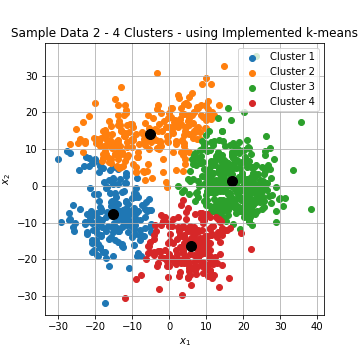 Sample Data 2 - 4 Clusters - using Implemented k-means
Cluster 1
Cluster 2
Cluster 3
Cluster 4
30
20
10
0
−10
−20
−30
x₂
−30 −20 −10 0 10 20 30 40
x₁